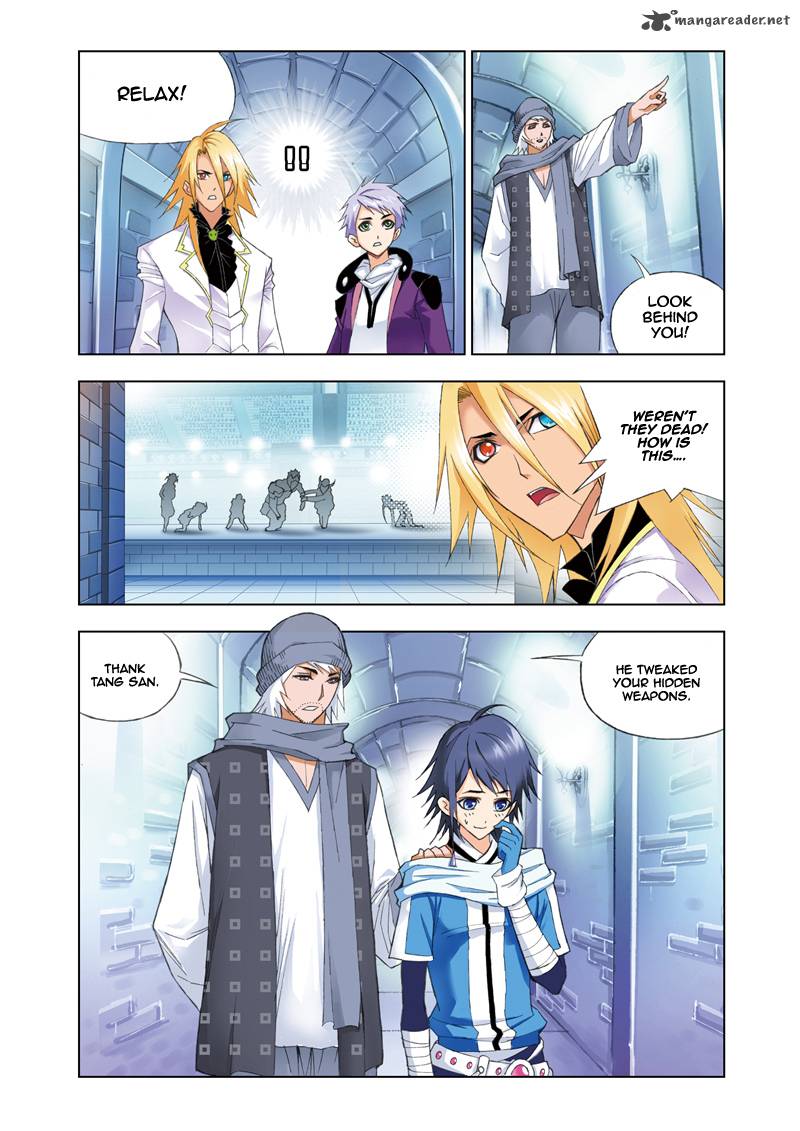 mangareader.net
RELAX!
!!
LOOK
BEHIND
YOU!
WEREN'T
THEY DEAD!
HOW IS
THIS....
THANK
TANG SAN.
HE TWEAKED
YOUR HIDDEN
WEAPONS.